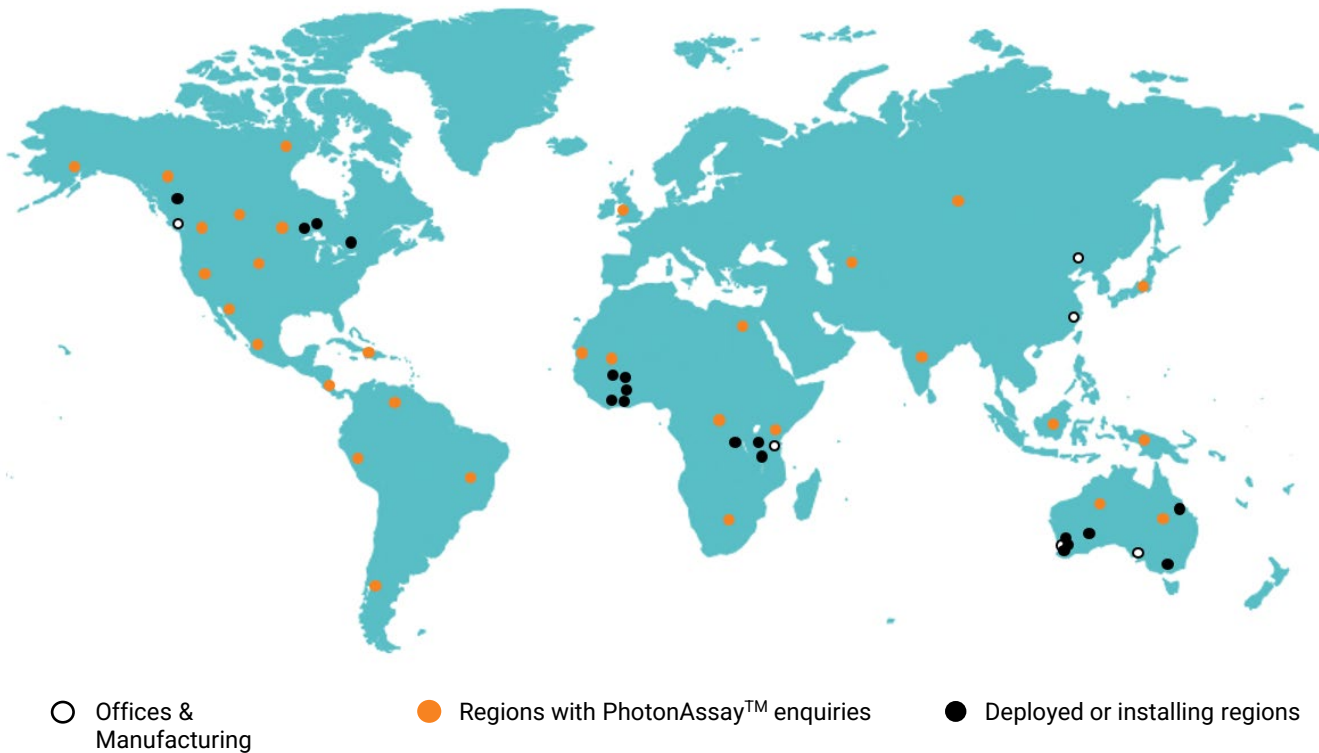 Offices &
Manufacturing
Regions with PhotonAssay™ enquiries
Deployed or installing regions